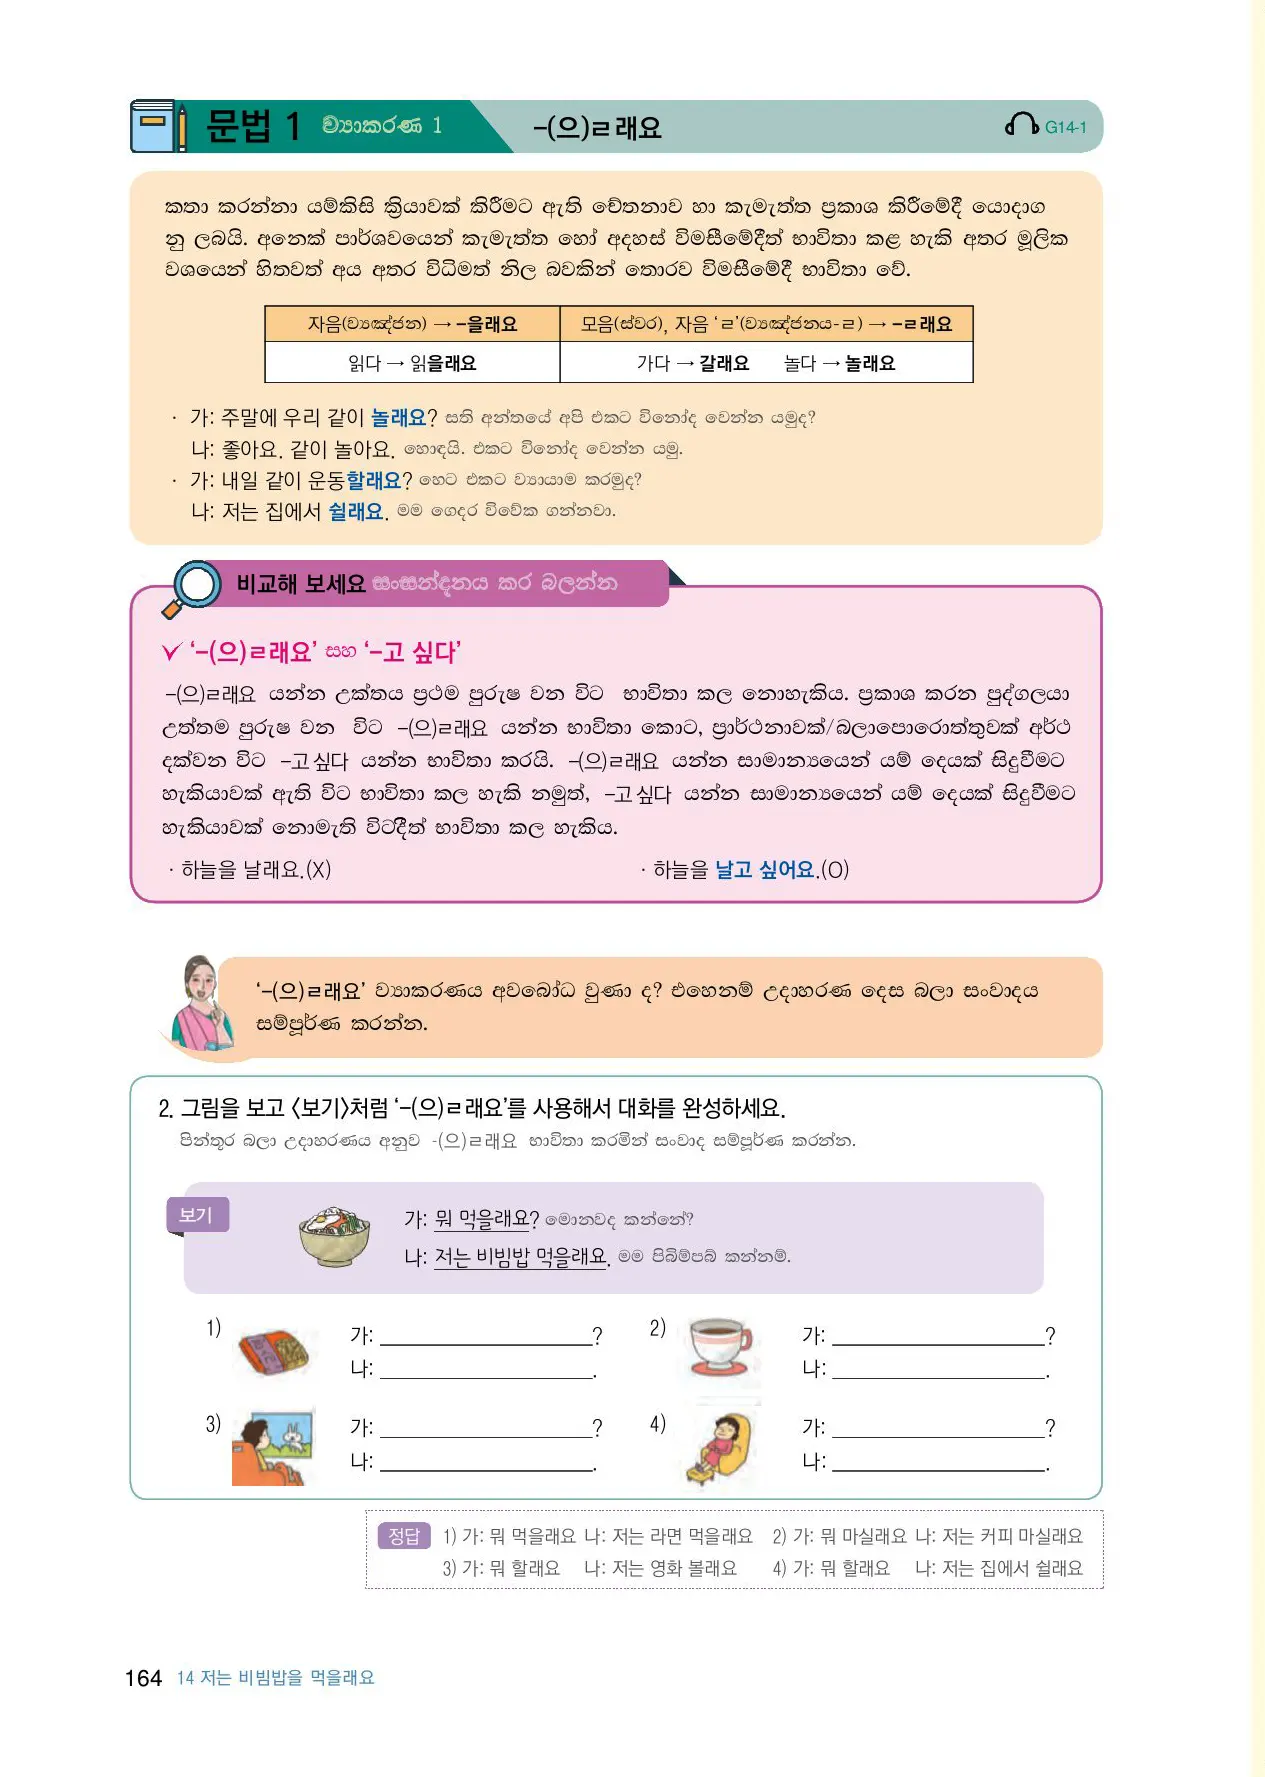 문법 1 ව්‍යාකරණ 1 -(으)ㄹ래요 G14-1
කතා කරන්නා යම්කිසි ක්‍රියාවක් කිරීමට ඇති චේතනාව හා කැමැත්ත ප්‍රකාශ කිරීමේදී යොදාග
නු ලබයි. අනෙක් පාර්ශවයෙන් කැමැත්ත හෝ අදහස් විමසීමේදීත් භාවිතා කළ හැකි අතර මූලික
වශයෙන් හිතවත් අය අතර විධිමත් නිල බවකින් තොරව විමසීමේදී භාවිතා වේ.
자음(ව්‍යඤ්ජන) → -을래요 모음(ස්වර), 자음 ‘ㄹ’(ව්‍යඤ්ජනය-ㄹ) → -ㄹ래요
읽다 → 읽을래요 가다 → 갈래요 놀다 → 놀래요
· 가: 주말에 우리 같이 놀래요? සති අන්තයේ අපි එකට විනෝද වෙන්න යමුද?
나: 좋아요. 같이 놀아요. හොඳයි. එකට විනෝද වෙන්න යමු.
· 가: 내일 같이 운동할래요? හෙට එකට ව්‍යායාම කරමුද?
나: 저는 집에서 쉴래요. මම ගෙදර විවේක ගන්නවා.
비교해 보세요 සංසන්දනය කර බලන්න
‘-(으)ㄹ래요’ සහ ‘-고 싶다’
-(으)ㄹ래요 යන්න උක්තය ප්‍රථම පුරුෂ වන විට භාවිතා කල නොහැකිය. ප්‍රකාශ කරන පුද්ගලයා
උත්තම පුරුෂ වන විට -(으)ㄹ래요 යන්න භාවිතා කොට, ප්‍රාර්ථනාවක්/බලාපොරොත්තුවක් අර්ථ
දක්වන විට -고 싶다 යන්න භාවිතා කරයි. -(으)ㄹ래요 යන්න සාමාන්‍යයෙන් යම් දෙයක් සිදුවීමට
හැකියාවක් ඇති විට භාවිතා කල හැකි නමුත්, -고 싶다 යන්න සාමාන්‍යයෙන් යම් දෙයක් සිදුවීමට
හැකියාවක් නොමැති විටදීත් භාවිතා කල හැකිය.
· 하늘을 날래요.(X) · 하늘을 날고 싶어요.(O)
‘-(으)ㄹ래요’ ව්‍යාකරණය අවබෝධ වුණා ද? එහෙනම් උදාහරණ දෙස බලා සංවාදය
සම්පූර්ණ කරන්න.
2. 그림을 보고 〈보기〉처럼 ‘-(으)ㄹ래요’를 사용해서 대화를 완성하세요.
පින්තූර බලා උදාහරණය අනුව -(으)ㄹ래요 භාවිතා කරමින් සංවාද සම්පූර්ණ කරන්න.
보기
가: 뭐 먹을래요? මොනවද කන්නේ?
나: 저는 비빔밥 먹을래요. මම පිබිම්පබ් කන්නම්.
1) 가: ____________________? 2) 가: ____________________?
나: ____________________. 나: ____________________.
3) 가: ____________________? 4) 가: ____________________?
나: ____________________. 나: ____________________.
정답 1) 가: 뭐 먹을래요 나: 저는 라면 먹을래요 2) 가: 뭐 마실래요 나: 저는 커피 마실래요
3) 가: 뭐 할래요 나: 저는 영화 볼래요 4) 가: 뭐 할래요 나: 저는 집에서 쉴래요
164 14 저는 비빔밥을 먹을래요